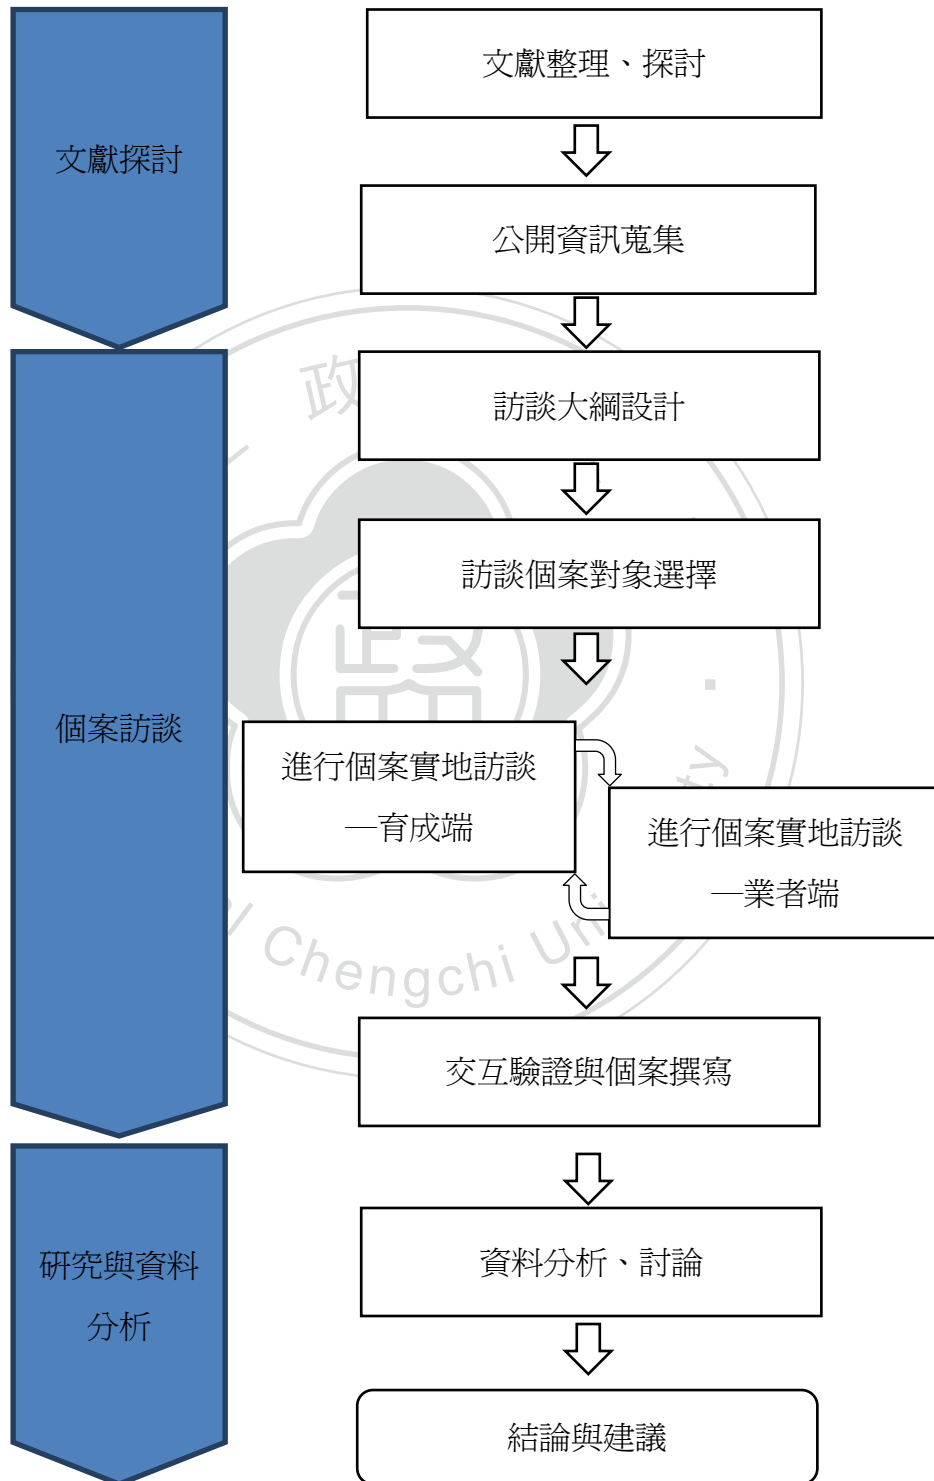 文獻探討
文獻整理、探討
公開資訊蒐集
個案訪談
訪談大綱設計
訪談個案對象選擇
進行個案實地訪談
—育成端
進行個案實地訪談
—業者端
交互驗證與個案撰寫
研究與資料
分析
資料分析、討論
結論與建議
政
Chengchi Uni
ty